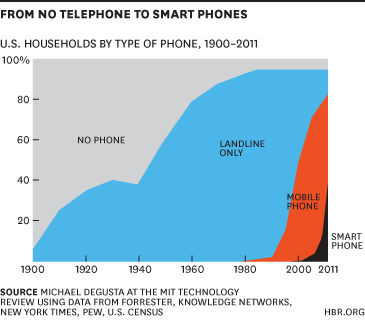 FROM NO TELEPHONE TO SMART PHONES
U.S. HOUSEHOLDS BY TYPE OF PHONE, 1900–2011
100%
80
60
40
20
NO PHONE
LANDLINE
ONLY
MOBILE
PHONE
SMART
PHONE
1900 1920 1940 1960 1980 2000 2011
SOURCE MICHAEL DEGUSTA AT THE MIT TECHNOLOGY
REVIEW USING DATA FROM FORRESTER, KNOWLEDGE NETWORKS,
NEW YORK TIMES, PEW, U.S. CENSUS
HBR.ORG